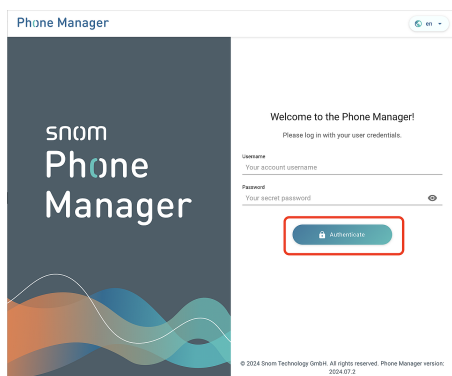 Phone Manager
en
snom
Phone
Manager
Welcome to the Phone Manager!
Please log in with your user credentials.
Username
Your account username
Password
Your secret password
Authenticate
© 2024 Snom Technology GmbH. All rights reserved. Phone Manager version:
2024.07.2